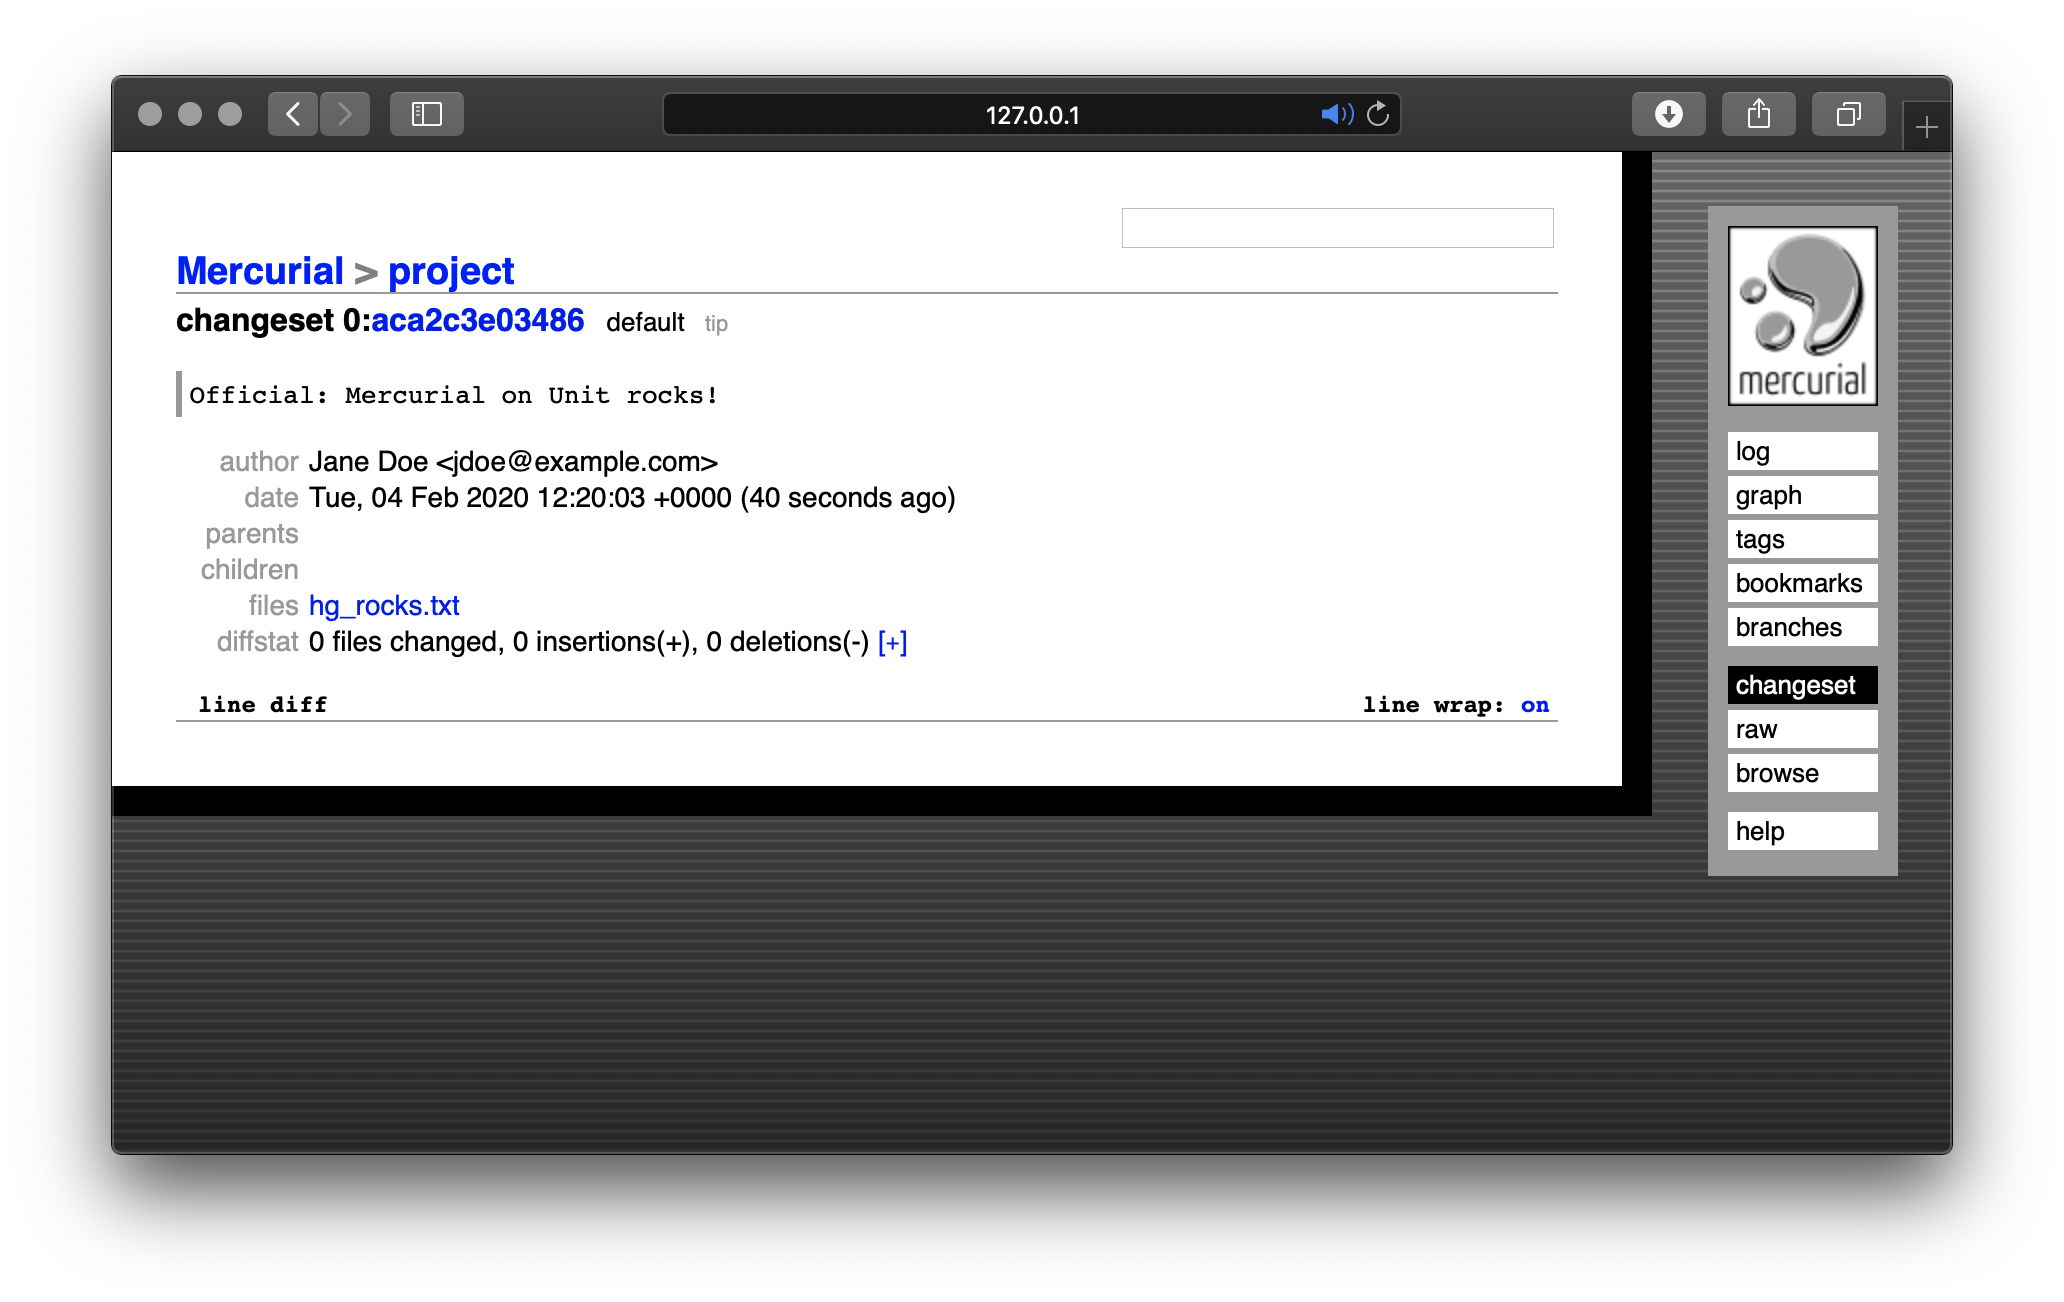 127.0.0.1
Mercurial > project
changeset 0:aca2c3e03486 default tip
Official: Mercurial on Unit rocks!
author Jane Doe <jdoe@example.com>
date Tue, 04 Feb 2020 12:20:03 +0000 (40 seconds ago)
parents
children
files hg_rocks.txt
diffstat 0 files changed, 0 insertions(+), 0 deletions(-) [+]
line diff line wrap: on
mercurial
log
graph
tags
bookmarks
branches
changeset
raw
browse
help